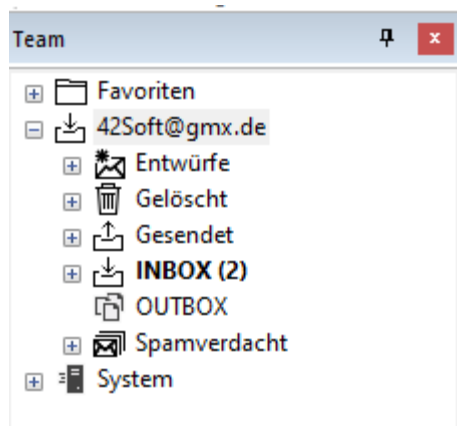 Team
Favoriten
42Soft@gmx.de
Entwürfe
Gelöscht
Gesendet
INBOX (2)
OUTBOX
Spamverdacht
System